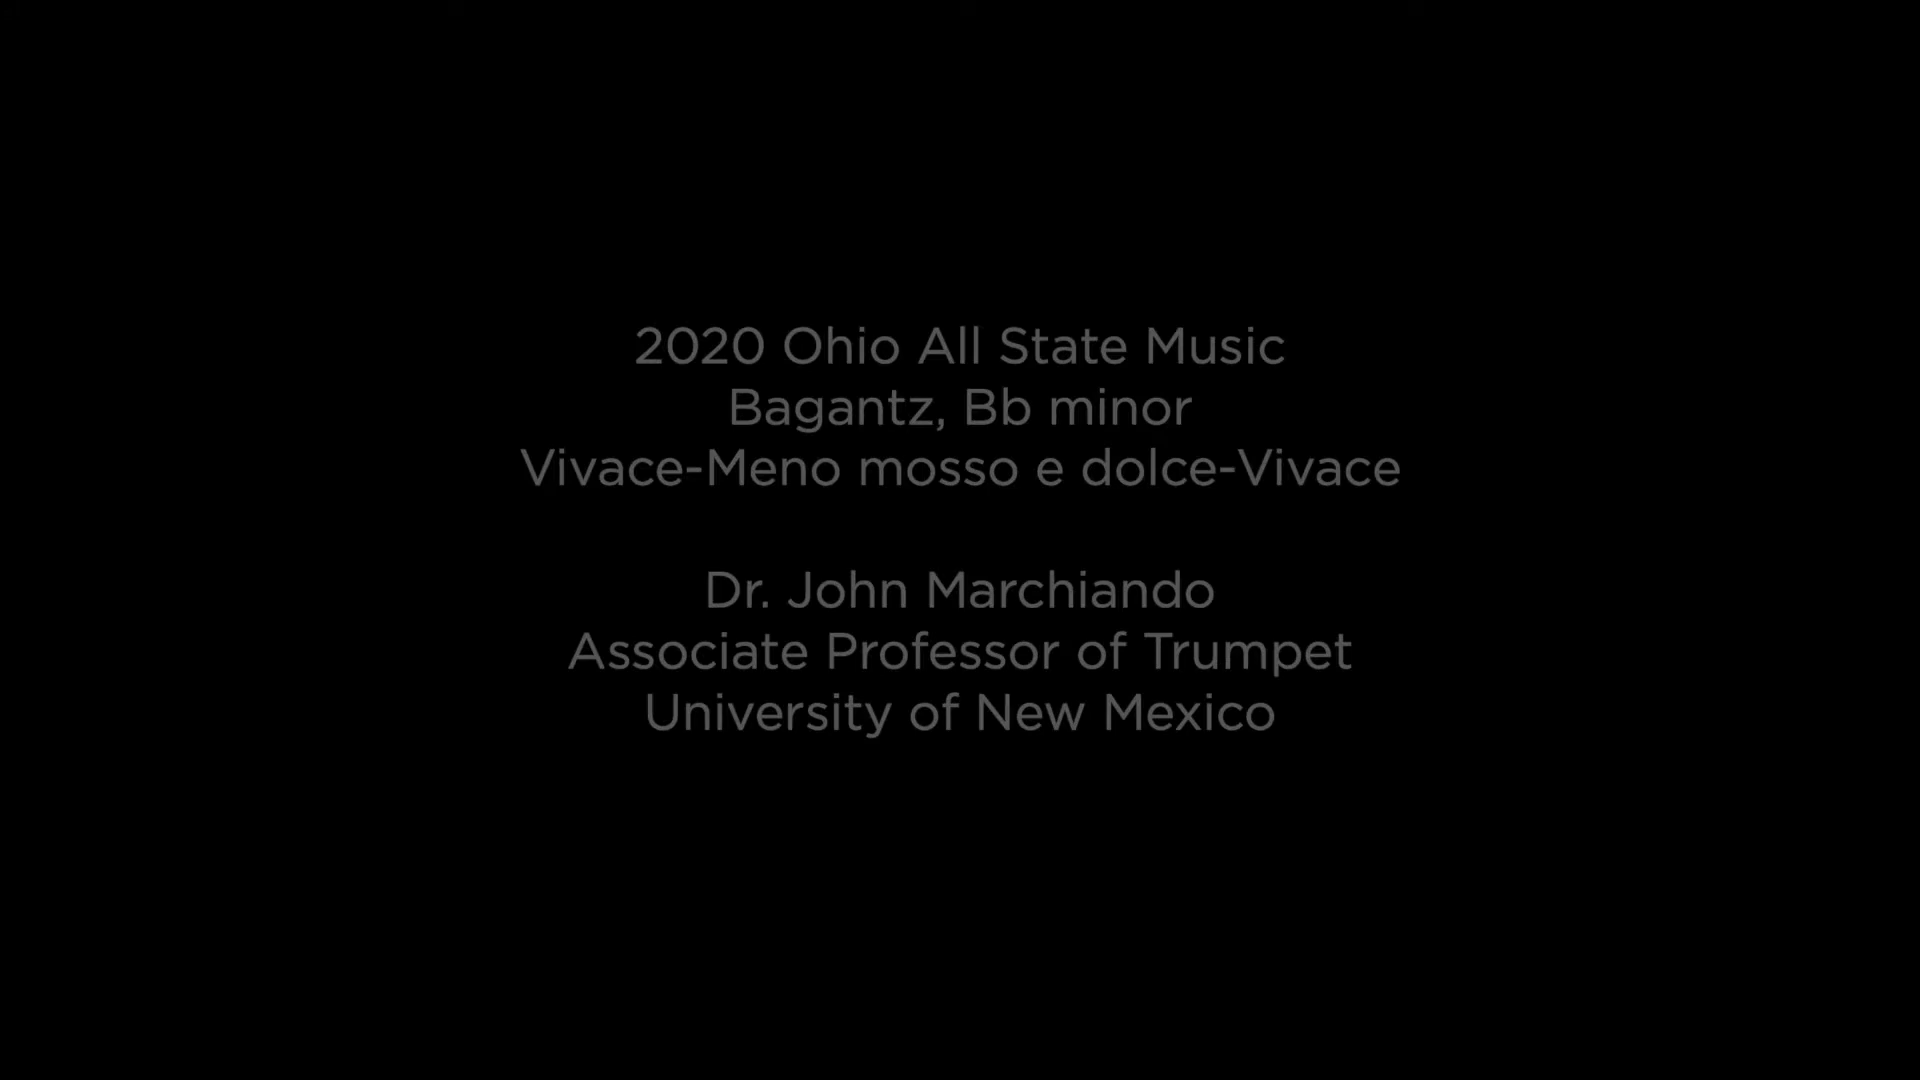 2020 Ohio All State Music
Bagantz, Bb minor
Vivace-Meno mosso e dolce-Vivace
Dr. John Marchiando
Associate Professor of Trumpet
University of New Mexico